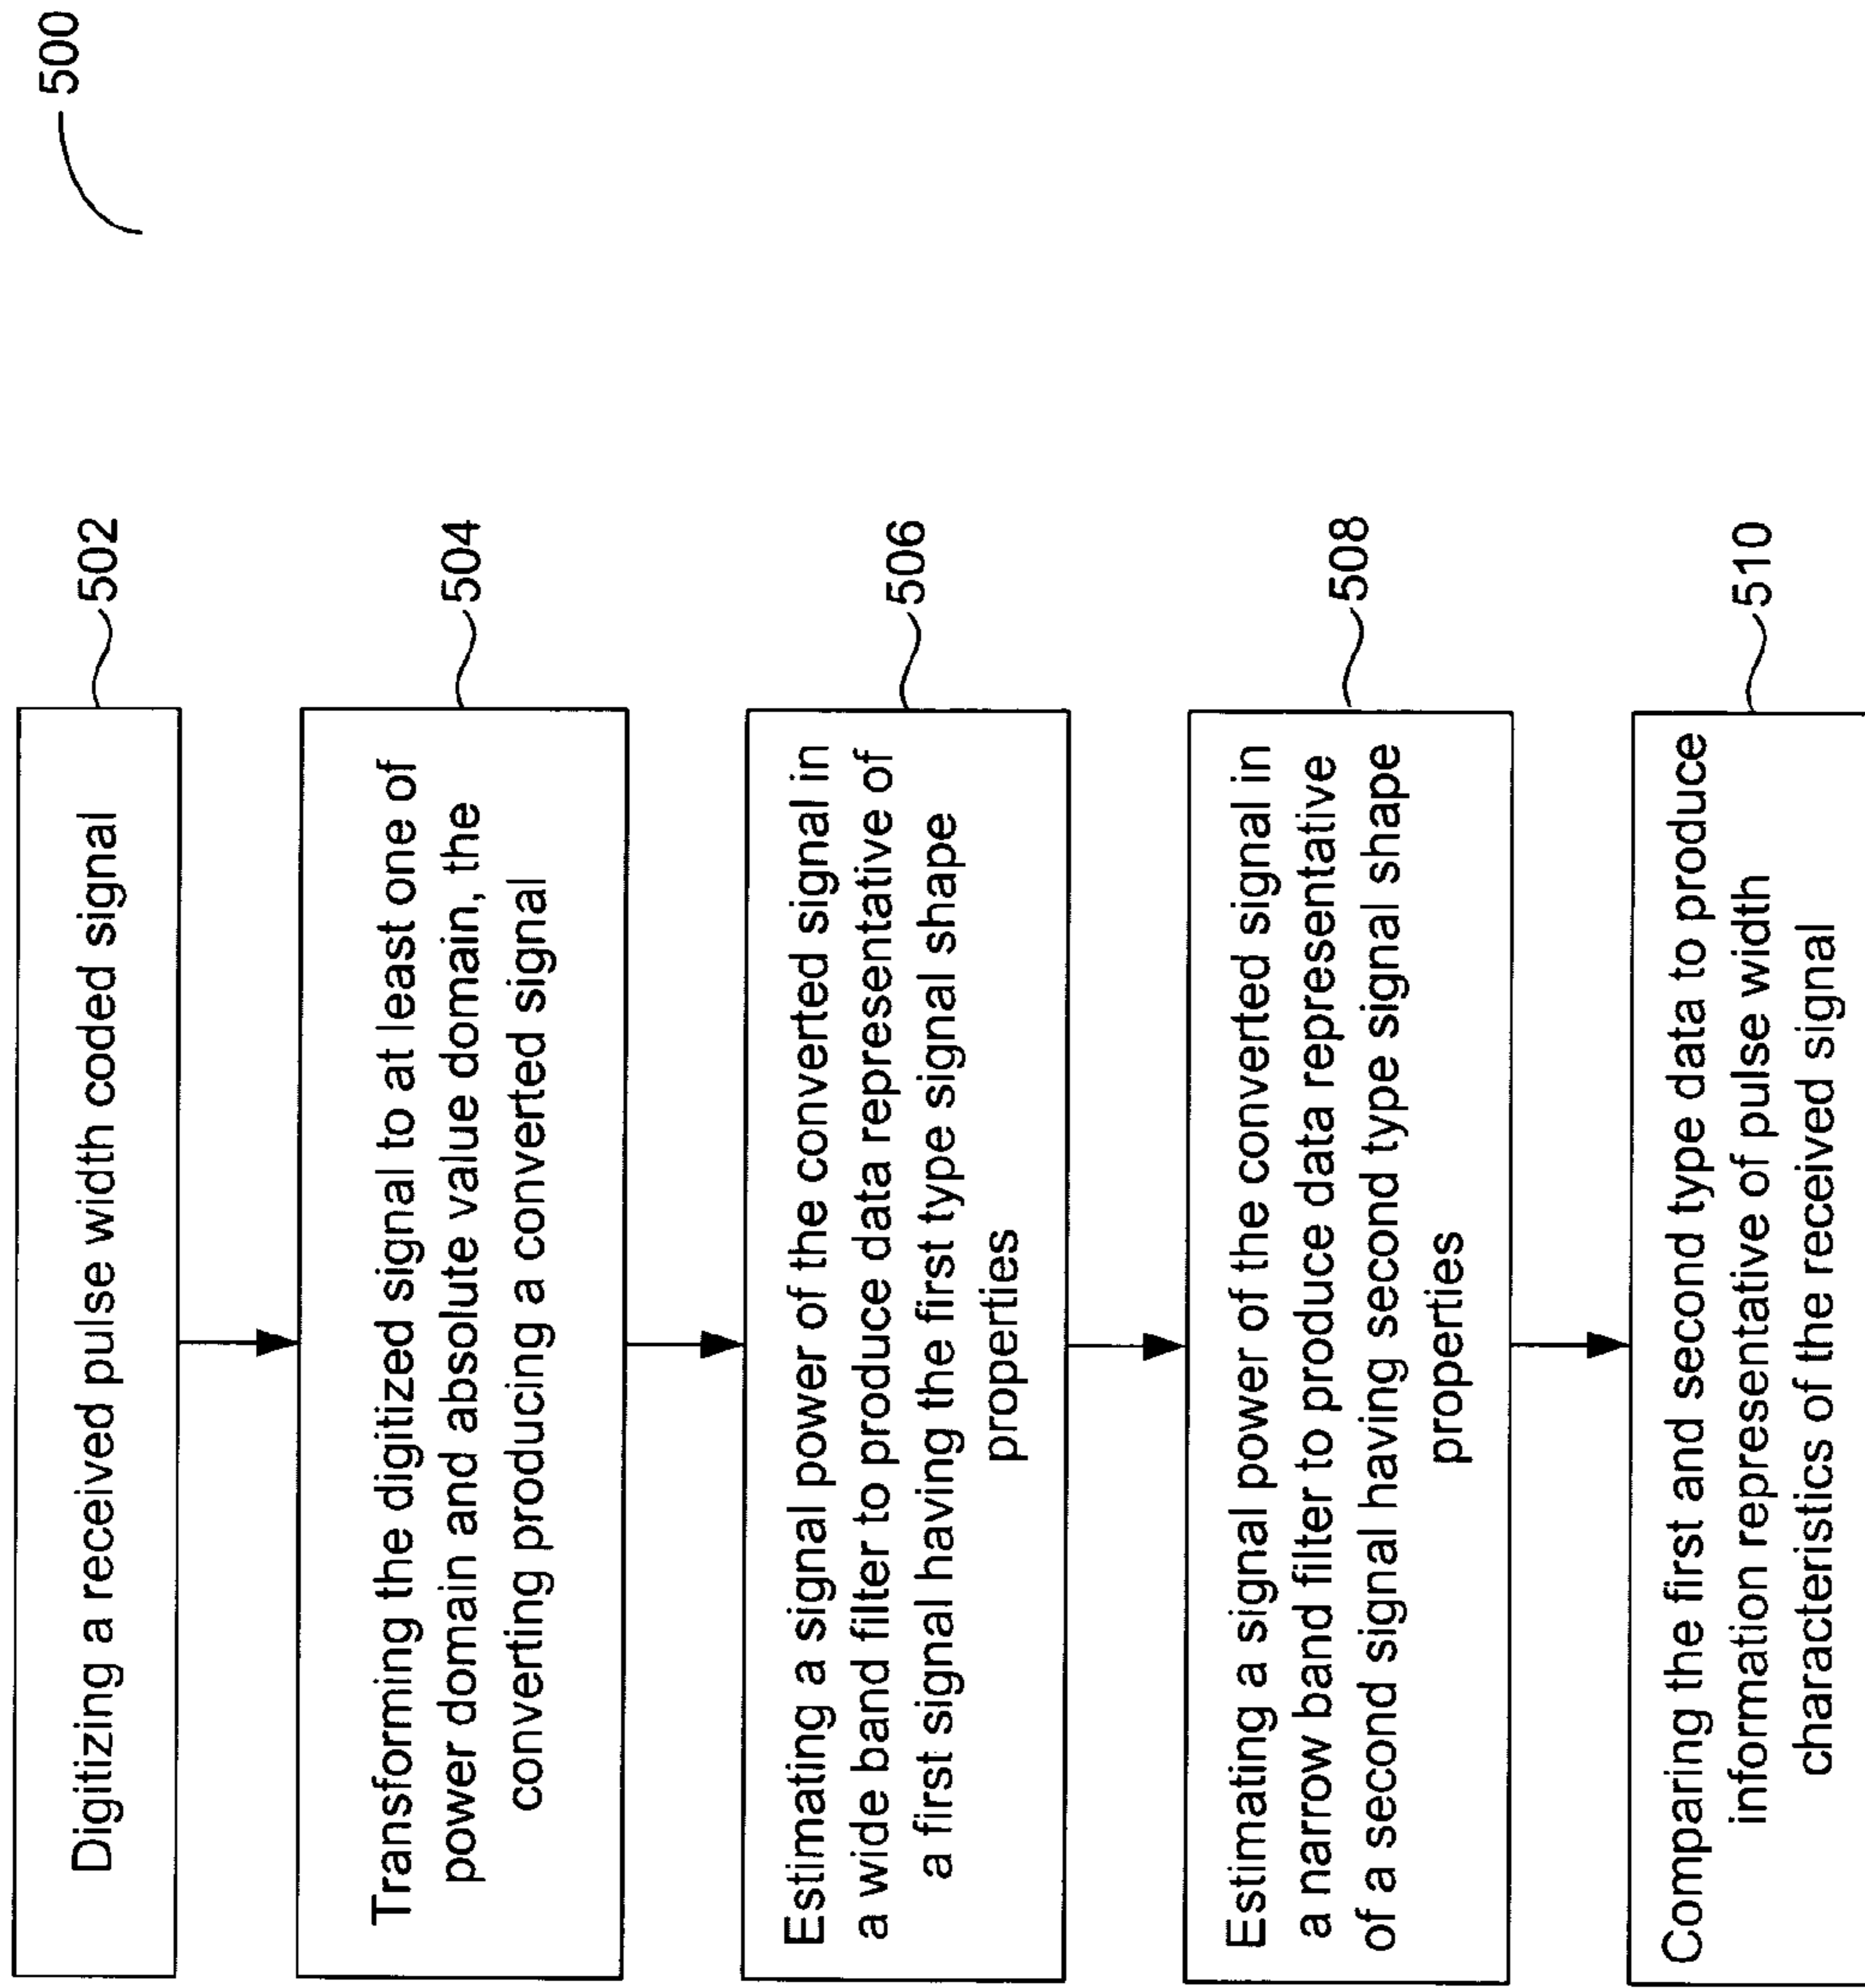 500
502
Digitizing a received pulse width coded signal
504
Transforming the digitized signal to at least one of
power domain and absolute value domain, the
converting producing a converted signal
506
Estimating a signal power of the converted signal in
a wide band filter to produce data representative of
a first signal having the first type signal shape
properties
508
Estimating a signal power of the converted signal in
a narrow band filter to produce data representative
of a second signal having second type signal shape
properties
510
Comparing the first and second type data to produce
information representative of pulse width
characteristics of the received signal